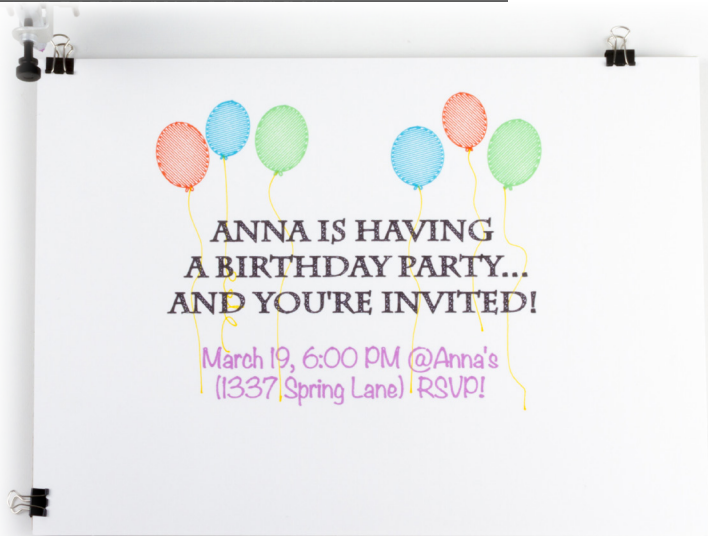 ANNA IS HAVING
A BIRTHDAY PARTY...
AND YOU'RE INVITED!
March 19, 6:00 PM @Anna's
(1337 Spring Lane) RSVP!